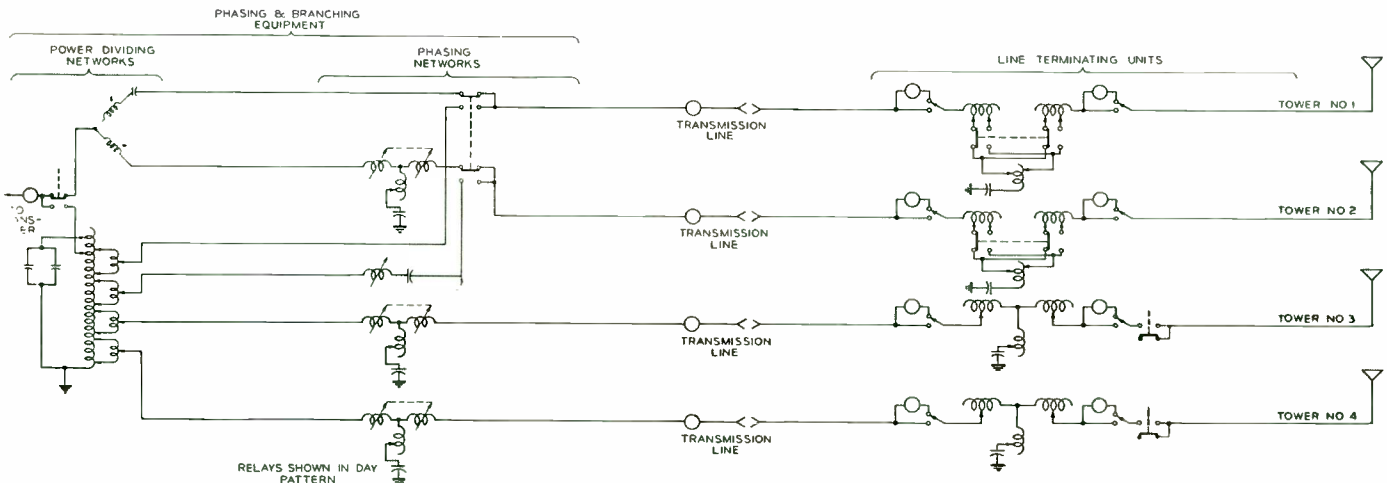 PHASING & BRANCHING
EQUIPMENT
POWER DIVIDING
NETWORKS
PHASING
NETWORKS
LINE TERMINATING UNITS
TRANSMISSION
LINE
TOWER NO 1
TRANSMISSION
LINE
TOWER NO 2
TRANSMISSION
LINE
TOWER NO 3
TRANSMISSION
LINE
TOWER NO 4
RELAYS SHOWN IN DAY
PATTERN